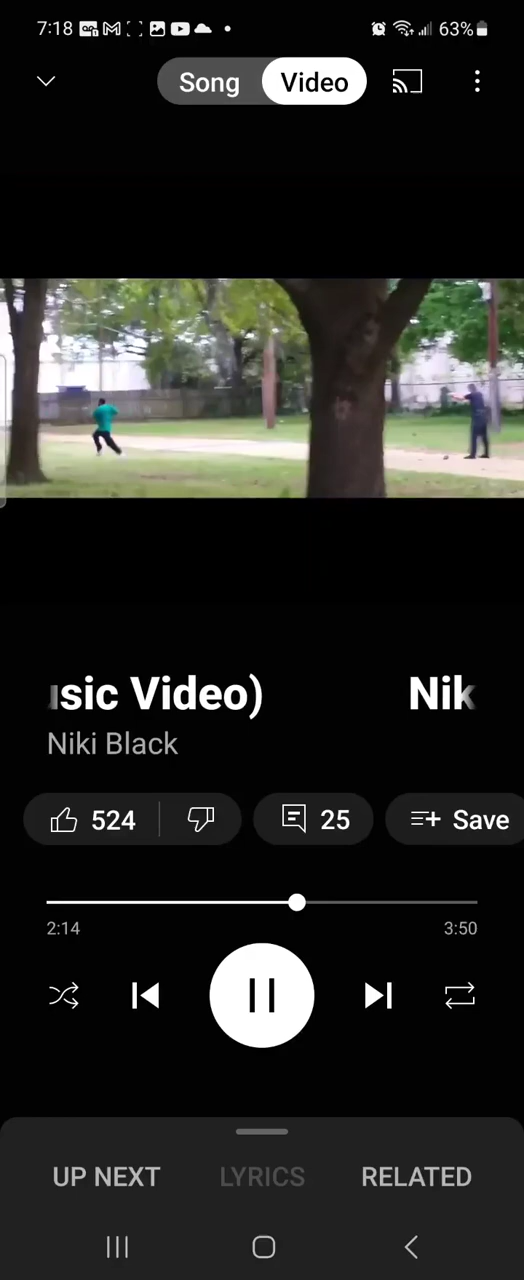 7:18 63%
Song Video
usic Video) Nik
Niki Black
524 25 Save
2:14 3:50
UP NEXT LYRICS RELATED